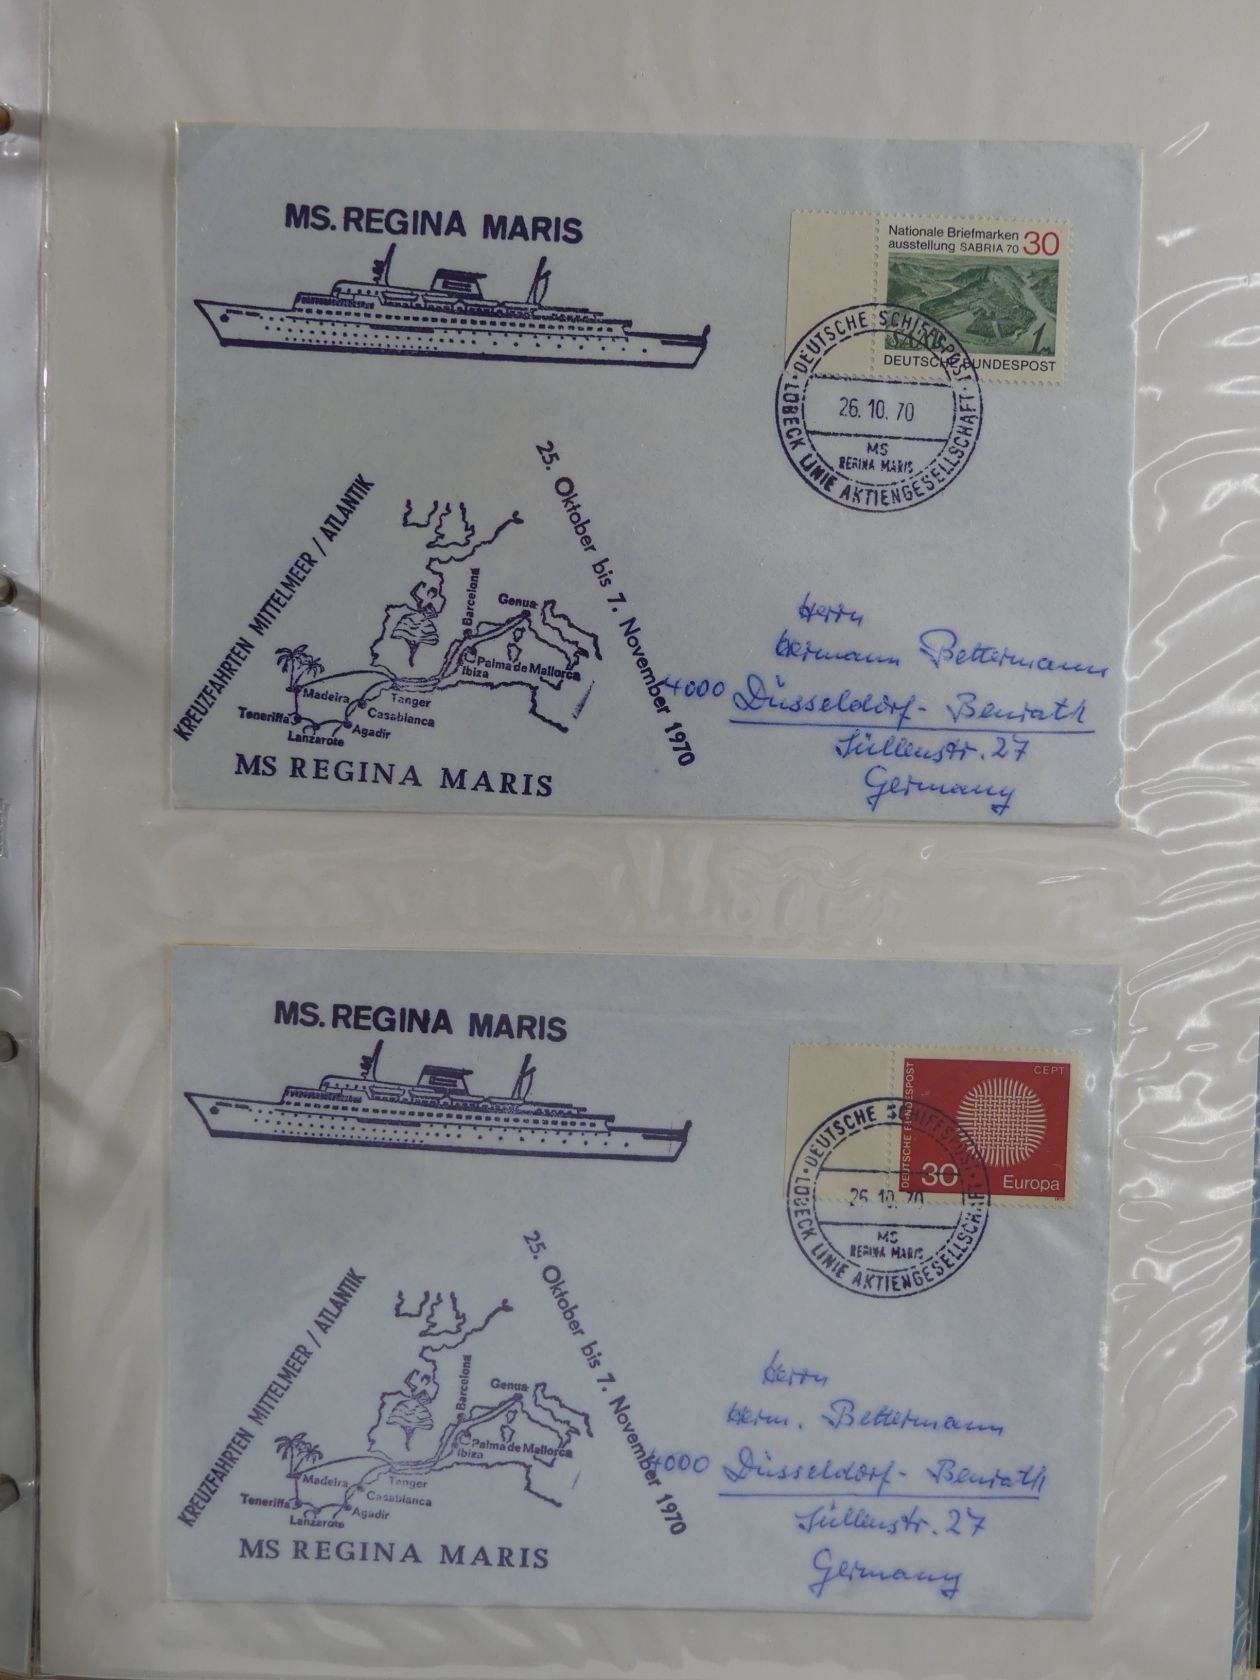 MS. REGINA MARIS
Nationale Briefmarken 30
ausstellung SABRIA 70
SAAR
DEUTSCHE BUNDESPOST
DEUTSCHE SCHIFFSPOST
26. 10. 70
MS
REGINA MARIS
LÜBECK LINIE AKTIENGESELLSCHAFT
KREUZFAHRTEN MITTELMEER / ATLANTIK
25. Oktober bis 7. November 1970
Barcelona
Genua
Palma de Mallorca
Ibiza
Madeira
Tanger
Casablanca
Teneriffa
Agadir
Lanzarote
MS REGINA MARIS
Herrn
Hermann Bettermann
4000 Düsseldorf-Benrath
Süllenstr. 27
Germany
MS. REGINA MARIS
CEPT
DEUTSCHE BUNDESPOST
30 Europa
DEUTSCHE SCHIFFSPOST
26 10. 70
MS
REGINA MARIS
LÜBECK LINIE AKTIENGESELLSCHAFT
KREUZFAHRTEN MITTELMEER / ATLANTIK
25. Oktober bis 7. November 1970
Barcelona
Genua
Palma de Mallorca
Ibiza
Madeira
Tanger
Casablanca
Teneriffa
Agadir
Lanzarote
MS REGINA MARIS
Herrn
Herm. Bettermann
4000 Düsseldorf-Benrath
Süllenstr. 27
Germany